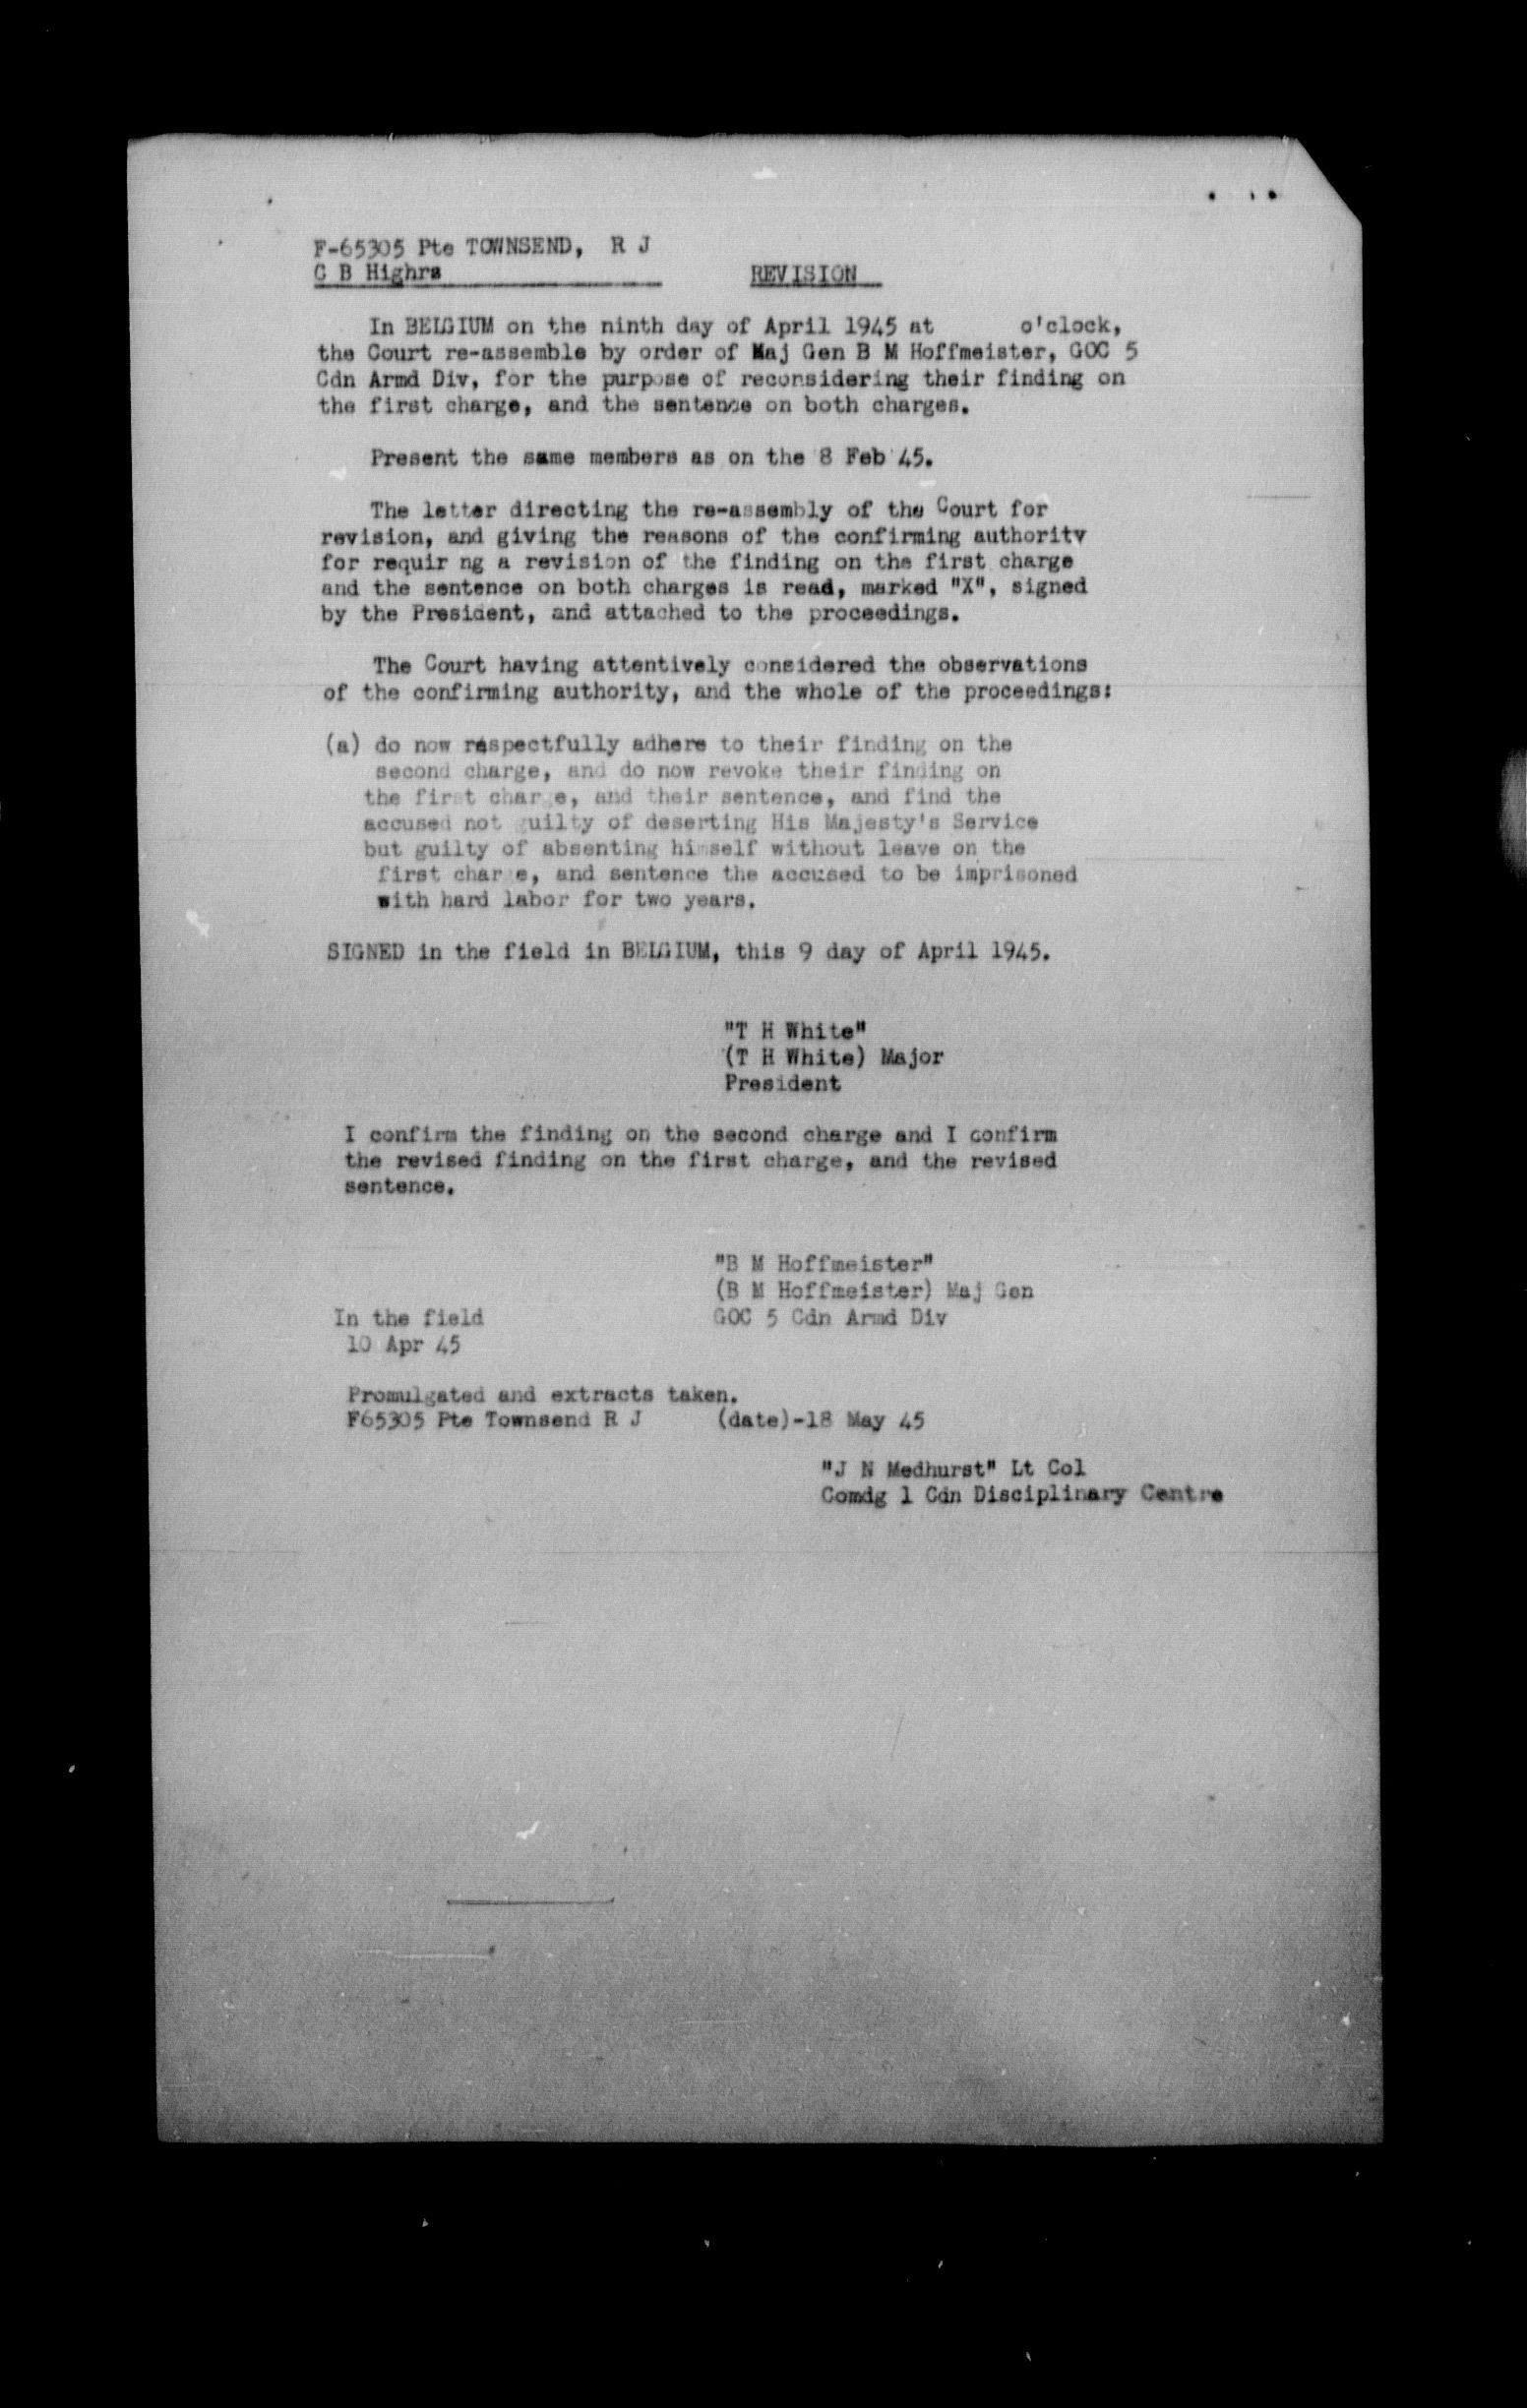 F-65305 Pte TOWNSEND, R J
C B Highrs
REVISION
In BELGIUM on the ninth day of April 1945 at o'clock,
the Court re-assemble by order of Maj Gen B M Hoffmeister, GOC 5
Cdn Armd Div, for the purpose of reconsidering their finding on
the first charge, and the sentence on both charges.
Present the same members as on the 8 Feb 45.
The letter directing the re-assembly of the Court for
revision, and giving the reasons of the confirming authority
for requir ng a revision of the finding on the first charge
and the sentence on both charges is read, marked "X", signed
by the President, and attached to the proceedings.
The Court having attentively considered the observations
of the confirming authority, and the whole of the proceedings:
(a) do now respectfully adhere to their finding on the
second charge, and do now revoke their finding on
the first charge, and their sentence, and find the
accused not guilty of deserting His Majesty's Service
but guilty of absenting himself without leave on the
first charge, and sentence the accused to be imprisoned
with hard labor for two years.
SIGNED in the field in BELGIUM, this 9 day of April 1945.
"T H White"
(T H White) Major
President
I confirm the finding on the second charge and I confirm
the revised finding on the first charge, and the revised
sentence.
"B M Hoffmeister"
(B M Hoffmeister) Maj Gen
In the field GOC 5 Cdn Armd Div
10 Apr 45
Promulgated and extracts taken.
F65305 Pte Townsend R J (date)-18 May 45
"J N Medhurst" Lt Col
Comdg 1 Cdn Disciplinary Centre